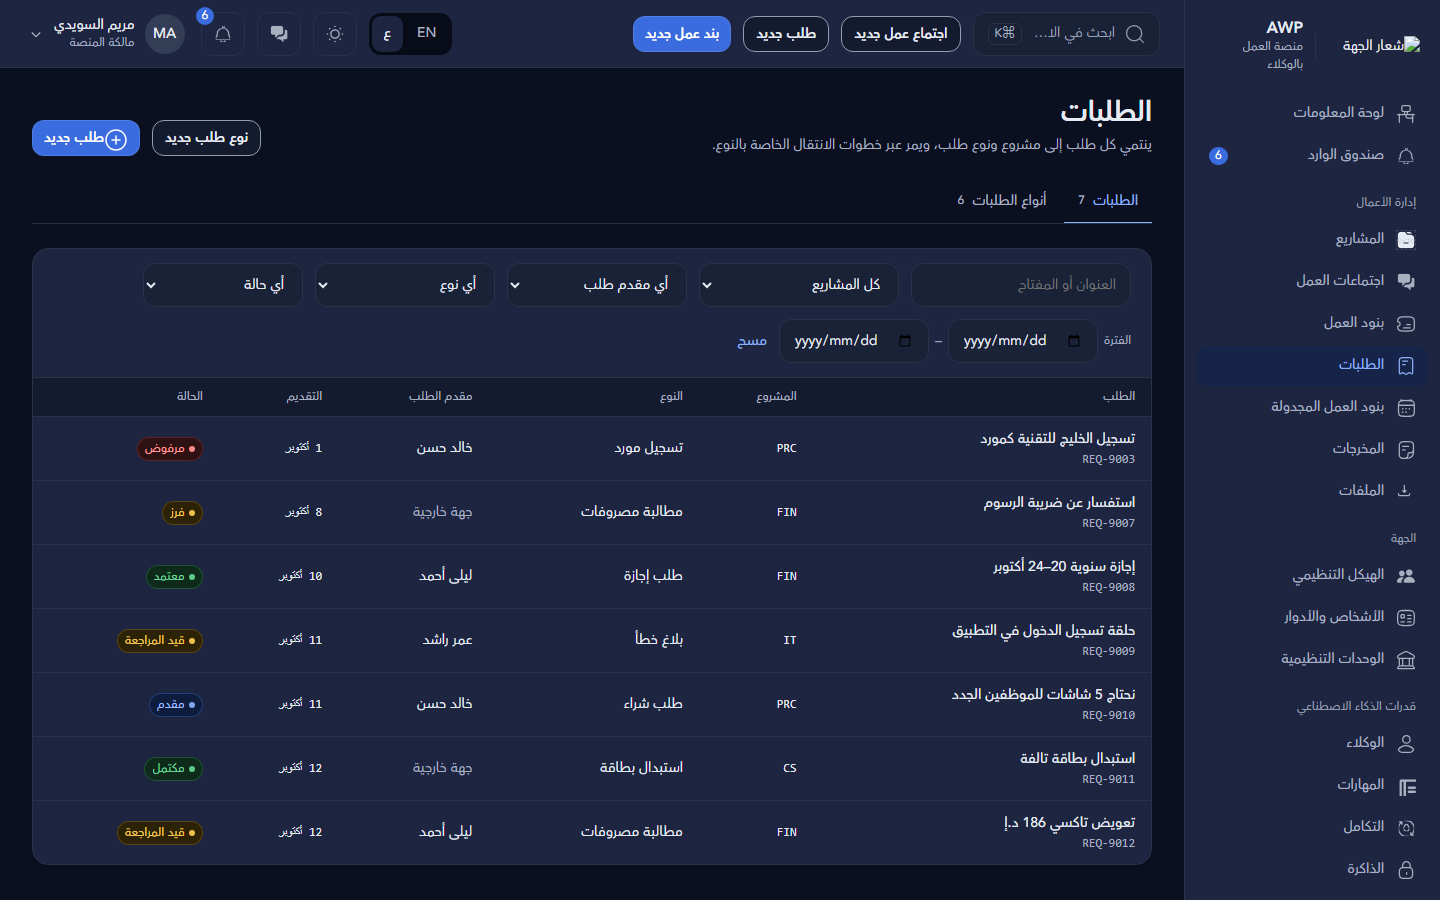 شعار الجهة
AWP
منصة العمل
بالوكلاء
لوحة المعلومات
صندوق الوارد 6
إدارة الأعمال
المشاريع
اجتماعات العمل
بنود العمل
الطلبات
بنود العمل المجدولة
المخرجات
الملفات
الجهة
الهيكل التنظيمي
الأشخاص والأدوار
الوحدات التنظيمية
قدرات الذكاء الاصطناعي
الوكلاء
المهارات
التكامل
الذاكرة
ابحث في الا... ⌘K
اجتماع عمل جديد
طلب جديد
بند عمل جديد
EN
ع
6
MA
مريم السويدي
مالكة المنصة
الطلبات
ينتمي كل طلب إلى مشروع ونوع طلب، ويمر عبر خطوات الانتقال الخاصة بالنوع.
نوع طلب جديد
طلب جديد
الطلبات 7
أنواع الطلبات 6
العنوان أو المفتاح
كل المشاريع
أي مقدم طلب
أي نوع
أي حالة
الفترة yyyy/mm/dd – yyyy/mm/dd مسح
الطلب المشروع النوع مقدم الطلب التقديم الحالة
تسجيل الخليج للتقنية كمورد
REQ-9003
PRC تسجيل مورد خالد حسن 1 أكتوبر مرفوض
استفسار عن ضريبة الرسوم
REQ-9007
FIN مطالبة مصروفات جهة خارجية 8 أكتوبر فرز
إجازة سنوية 20–24 أكتوبر
REQ-9008
FIN طلب إجازة ليلى أحمد 10 أكتوبر معتمد
حلقة تسجيل الدخول في التطبيق
REQ-9009
IT بلاغ خطأ عمر راشد 11 أكتوبر قيد المراجعة
نحتاج 5 شاشات للموظفين الجدد
REQ-9010
PRC طلب شراء خالد حسن 11 أكتوبر مقدم
استبدال بطاقة تالفة
REQ-9011
CS استبدال بطاقة جهة خارجية 12 أكتوبر مكتمل
تعويض تاكسي 186 د.إ
REQ-9012
FIN مطالبة مصروفات ليلى أحمد 12 أكتوبر قيد المراجعة